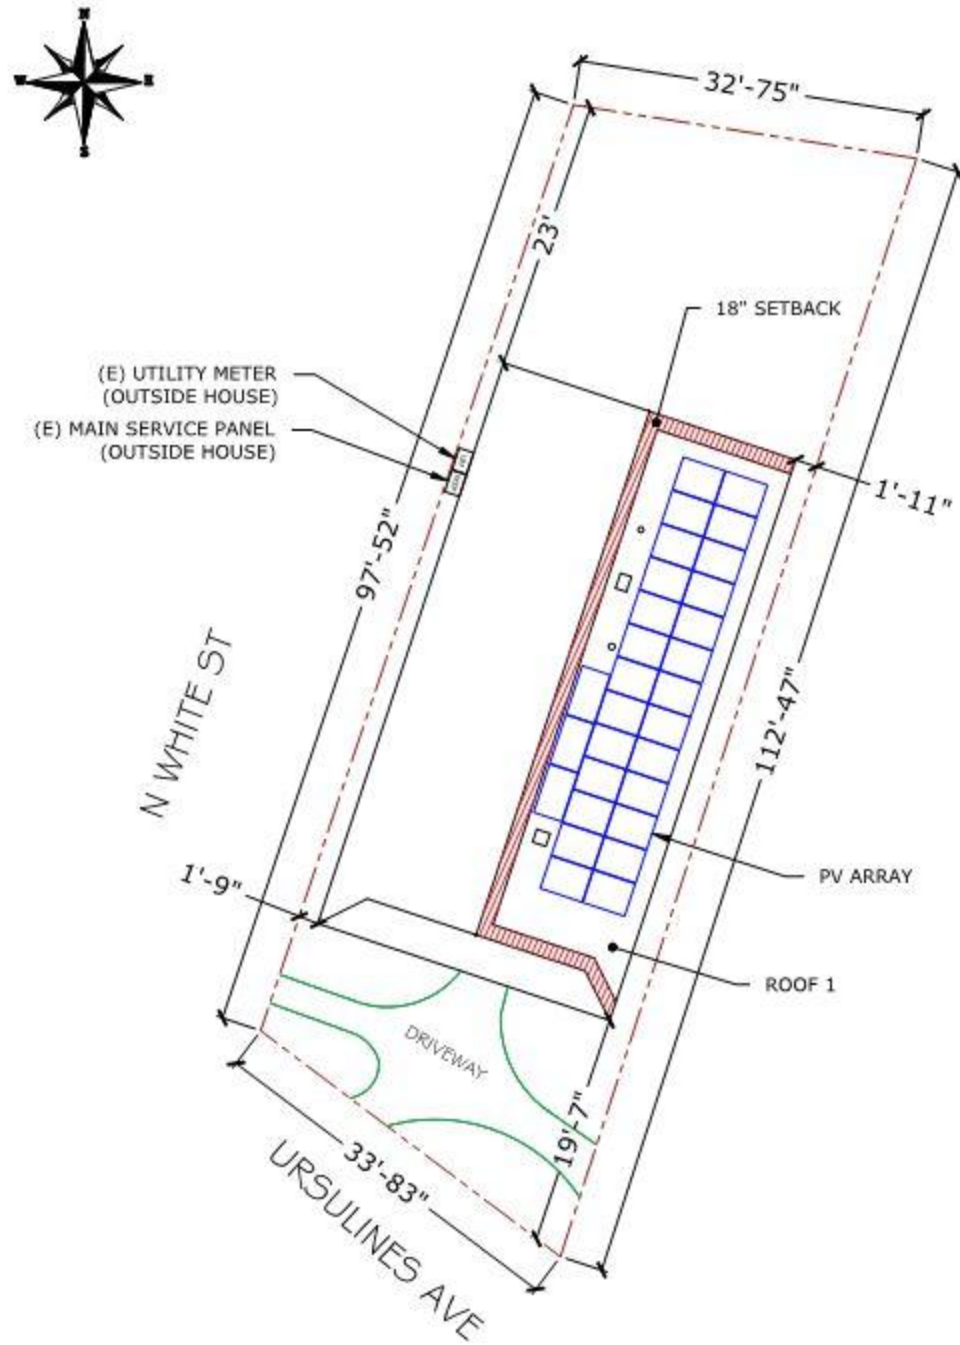 N
W
E
S
32'-75"
23'
18" SETBACK
(E) UTILITY METER
(OUTSIDE HOUSE)
(E) MAIN SERVICE PANEL
(OUTSIDE HOUSE)
1'-11"
97'-52"
N WHITE ST
112'-47"
PV ARRAY
1'-9"
ROOF 1
DRIVEWAY
19'-7"
33'-83"
URSULINES AVE